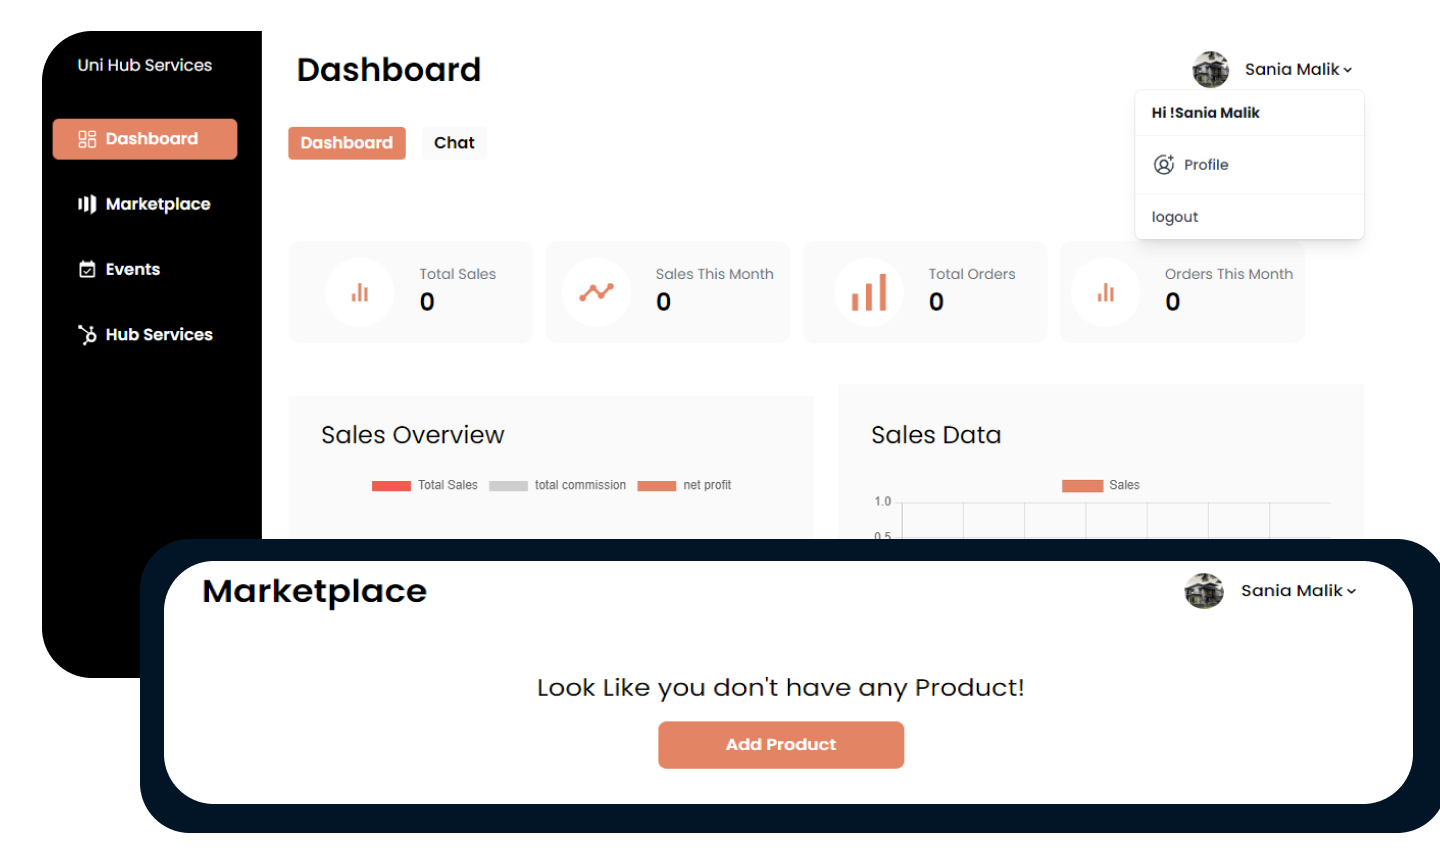 Uni Hub Services
Dashboard
Marketplace
Events
Hub Services
Dashboard
Sania Malik
Hi !Sania Malik
Profile
logout
Dashboard Chat
Total Sales
0
Sales This Month
0
Total Orders
0
Orders This Month
0
Sales Overview
Total Sales total commission net profit
Sales Data
Sales
1.0
0.5
Marketplace
Sania Malik
Look Like you don't have any Product!
Add Product